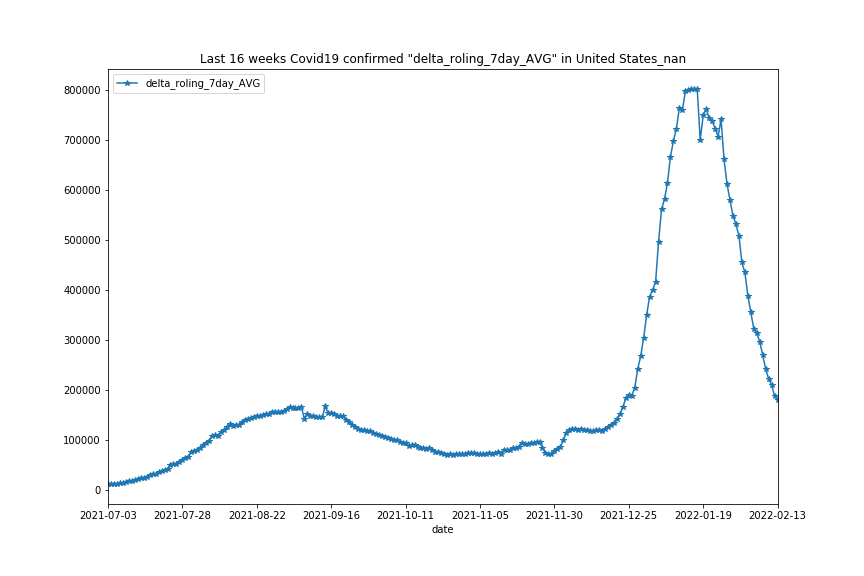 Last 16 weeks Covid19 confirmed "delta_roling_7day_AVG" in United States_nan
delta_roling_7day_AVG
800000
700000
600000
500000
400000
300000
200000
100000
0
2021-07-03 2021-07-28 2021-08-22 2021-09-16 2021-10-11 2021-11-05 2021-11-30 2021-12-25 2022-01-19 2022-02-13
date